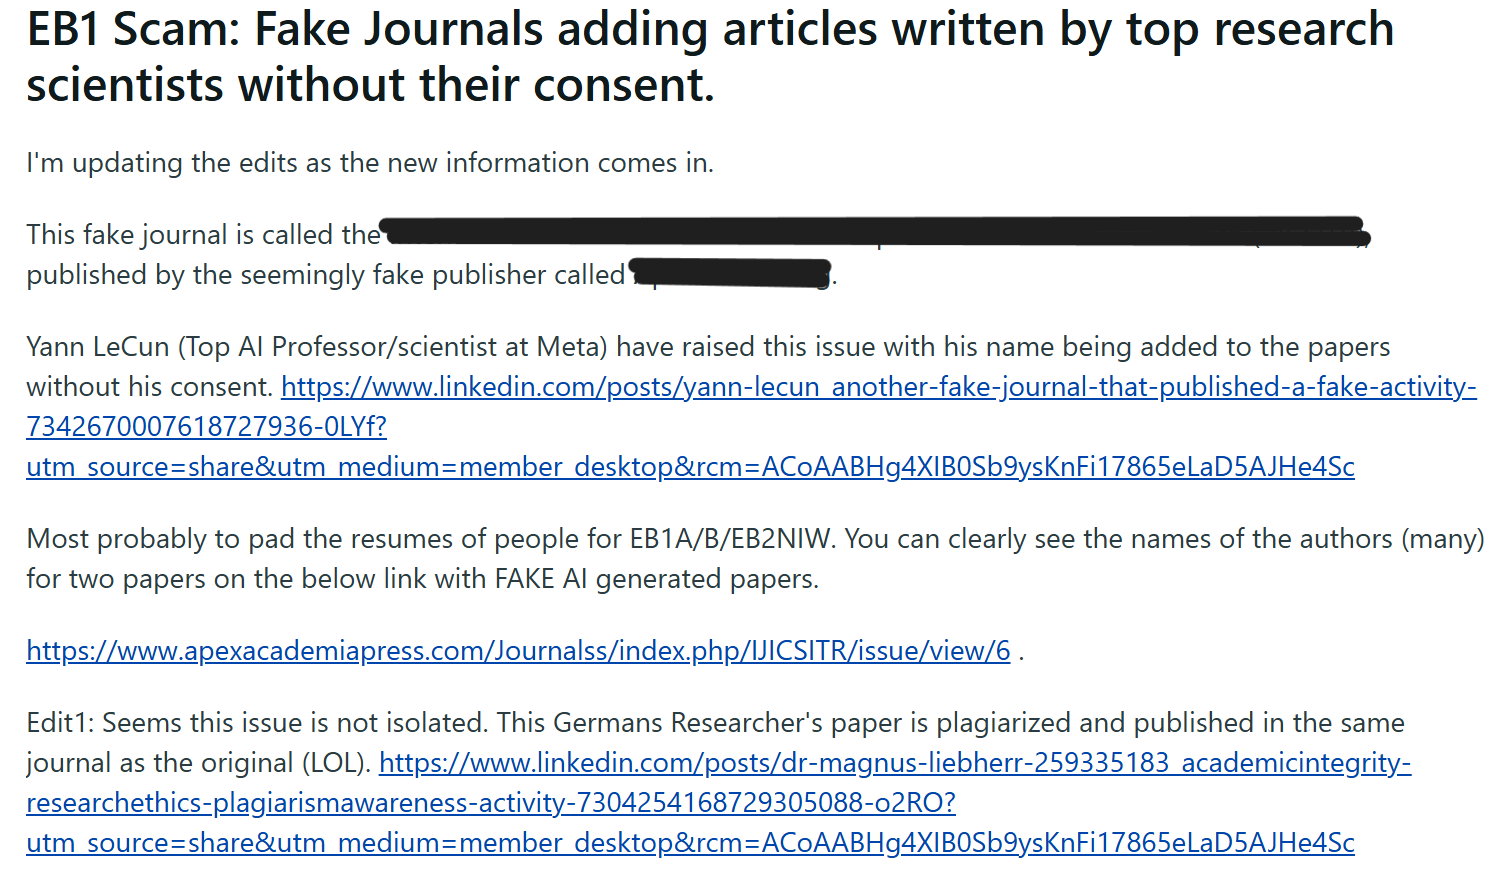 EB1 Scam: Fake Journals adding articles written by top research
scientists without their consent.
I'm updating the edits as the new information comes in.
This fake journal is called the
published by the seemingly fake publisher called .
Yann LeCun (Top AI Professor/scientist at Meta) have raised this issue with his name being added to the papers
without his consent. https://www.linkedin.com/posts/yann-lecun_another-fake-journal-that-published-a-fake-activity-
7342670007618727936-0LYf?
utm_source=share&utm_medium=member_desktop&rcm=ACoAABHg4XIB0Sb9ysKnFi17865eLaD5AJHe4Sc
Most probably to pad the resumes of people for EB1A/B/EB2NIW. You can clearly see the names of the authors (many)
for two papers on the below link with FAKE AI generated papers.
https://www.apexacademiapress.com/Journalss/index.php/IJICSITR/issue/view/6 .
Edit1: Seems this issue is not isolated. This Germans Researcher's paper is plagiarized and published in the same
journal as the original (LOL). https://www.linkedin.com/posts/dr-magnus-liebherr-259335183_academicintegrity-
researchethics-plagiarismawareness-activity-7304254168729305088-o2RO?
utm_source=share&utm_medium=member_desktop&rcm=ACoAABHg4XIB0Sb9ysKnFi17865eLaD5AJHe4Sc